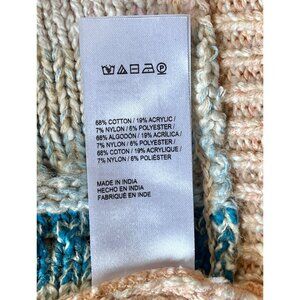 68% COTTON / 19% ACRYLIC /
7% NYLON / 6% POLYESTER /
68% ALGODÓN / 19% ACRÍLICA /
7% NYLON / 6% POLIÉSTER /
68% COTON / 19% ACRYLIQUE /
7% NYLON / 6% POLIÉSTER
MADE IN INDIA
HECHO EN INDIA
FABRIQUÉ EN INDE